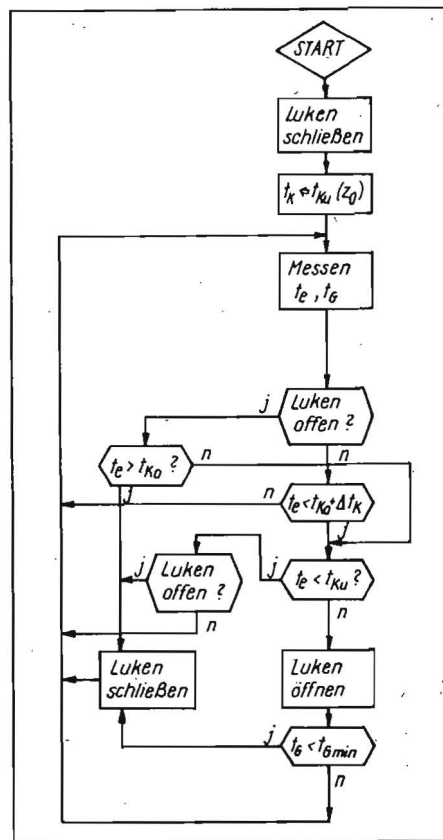 START
Luken
schließen
t_K ⇔ t_Ku (z_0)
Messen
t_e , t_G
j
Luken
offen ?
n
t_e > t_Ko ?
n
j
n
t_e < t_Ko + Δt_K
j
Luken
offen ?
j
j
t_e < t_Ku ?
n
n
Luken
schließen
Luken
öffnen
j
t_G < t_Gmin
n